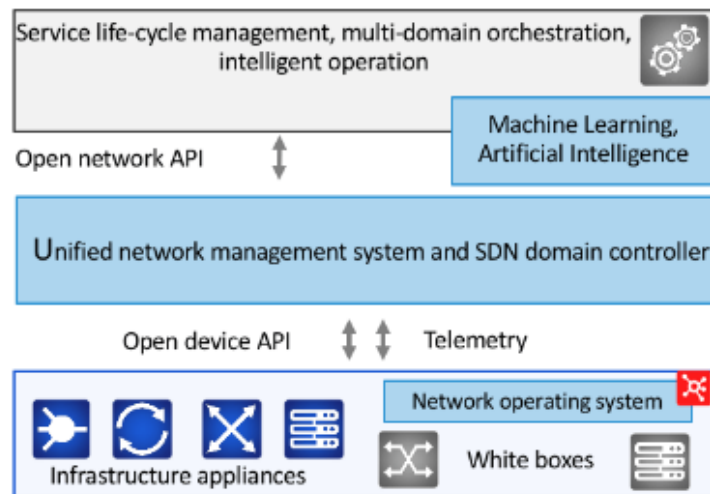 Service life-cycle management, multi-domain orchestration,
intelligent operation
Machine Learning,
Artificial Intelligence
Open network API
Unified network management system and SDN domain controller
Open device API
Telemetry
Network operating system
Infrastructure appliances
White boxes